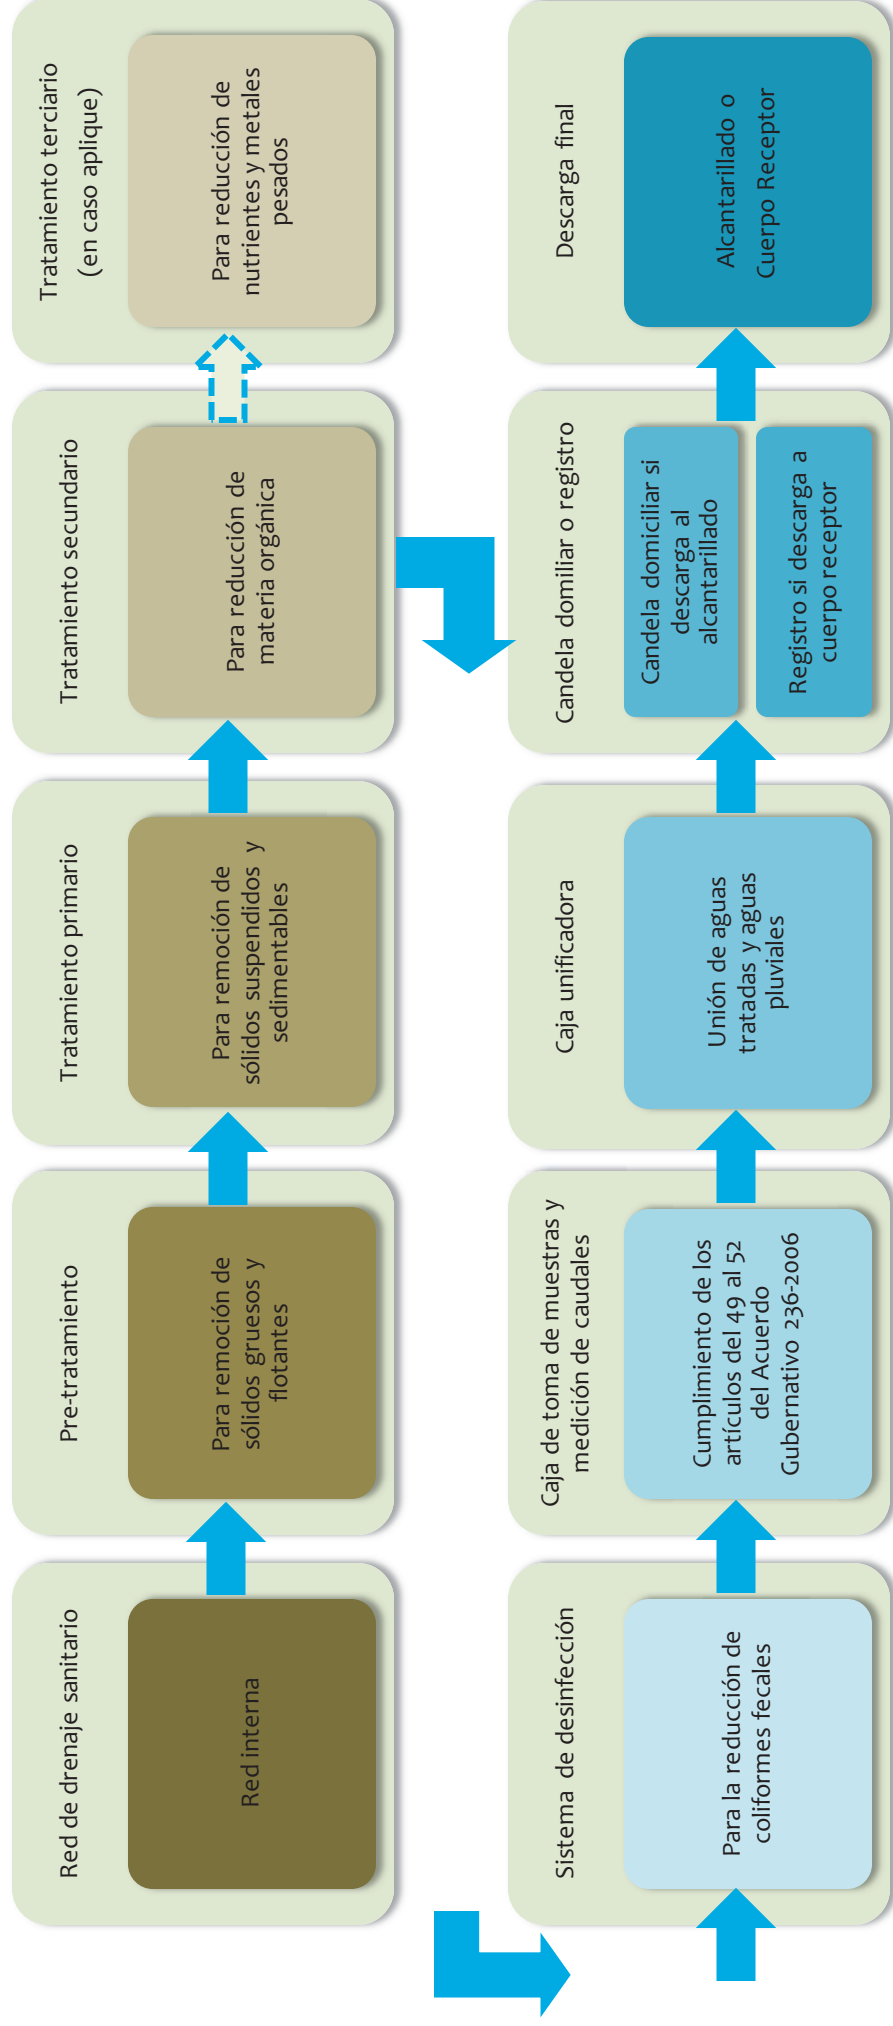 Red de drenaje sanitario
Red interna
Pre-tratamiento
Para remoción de
sólidos gruesos y
flotantes
Tratamiento primario
Para remoción de
sólidos suspendidos y
sedimentables
Tratamiento secundario
Para reducción de
materia orgánica
Tratamiento terciario
(en caso aplique)
Para reducción de
nutrientes y metales
pesados
Sistema de desinfección
Para la reducción de
coliformes fecales
Caja de toma de muestras y
medición de caudales
Cumplimiento de los
artículos del 49 al 52
del Acuerdo
Gubernativo 236-2006
Caja unificadora
Unión de aguas
tratadas y aguas
pluviales
Candela domiliar o registro
Candela domiciliar si
descarga al
alcantarillado
Registro si descarga a
cuerpo receptor
Descarga final
Alcantarillado o
Cuerpo Receptor